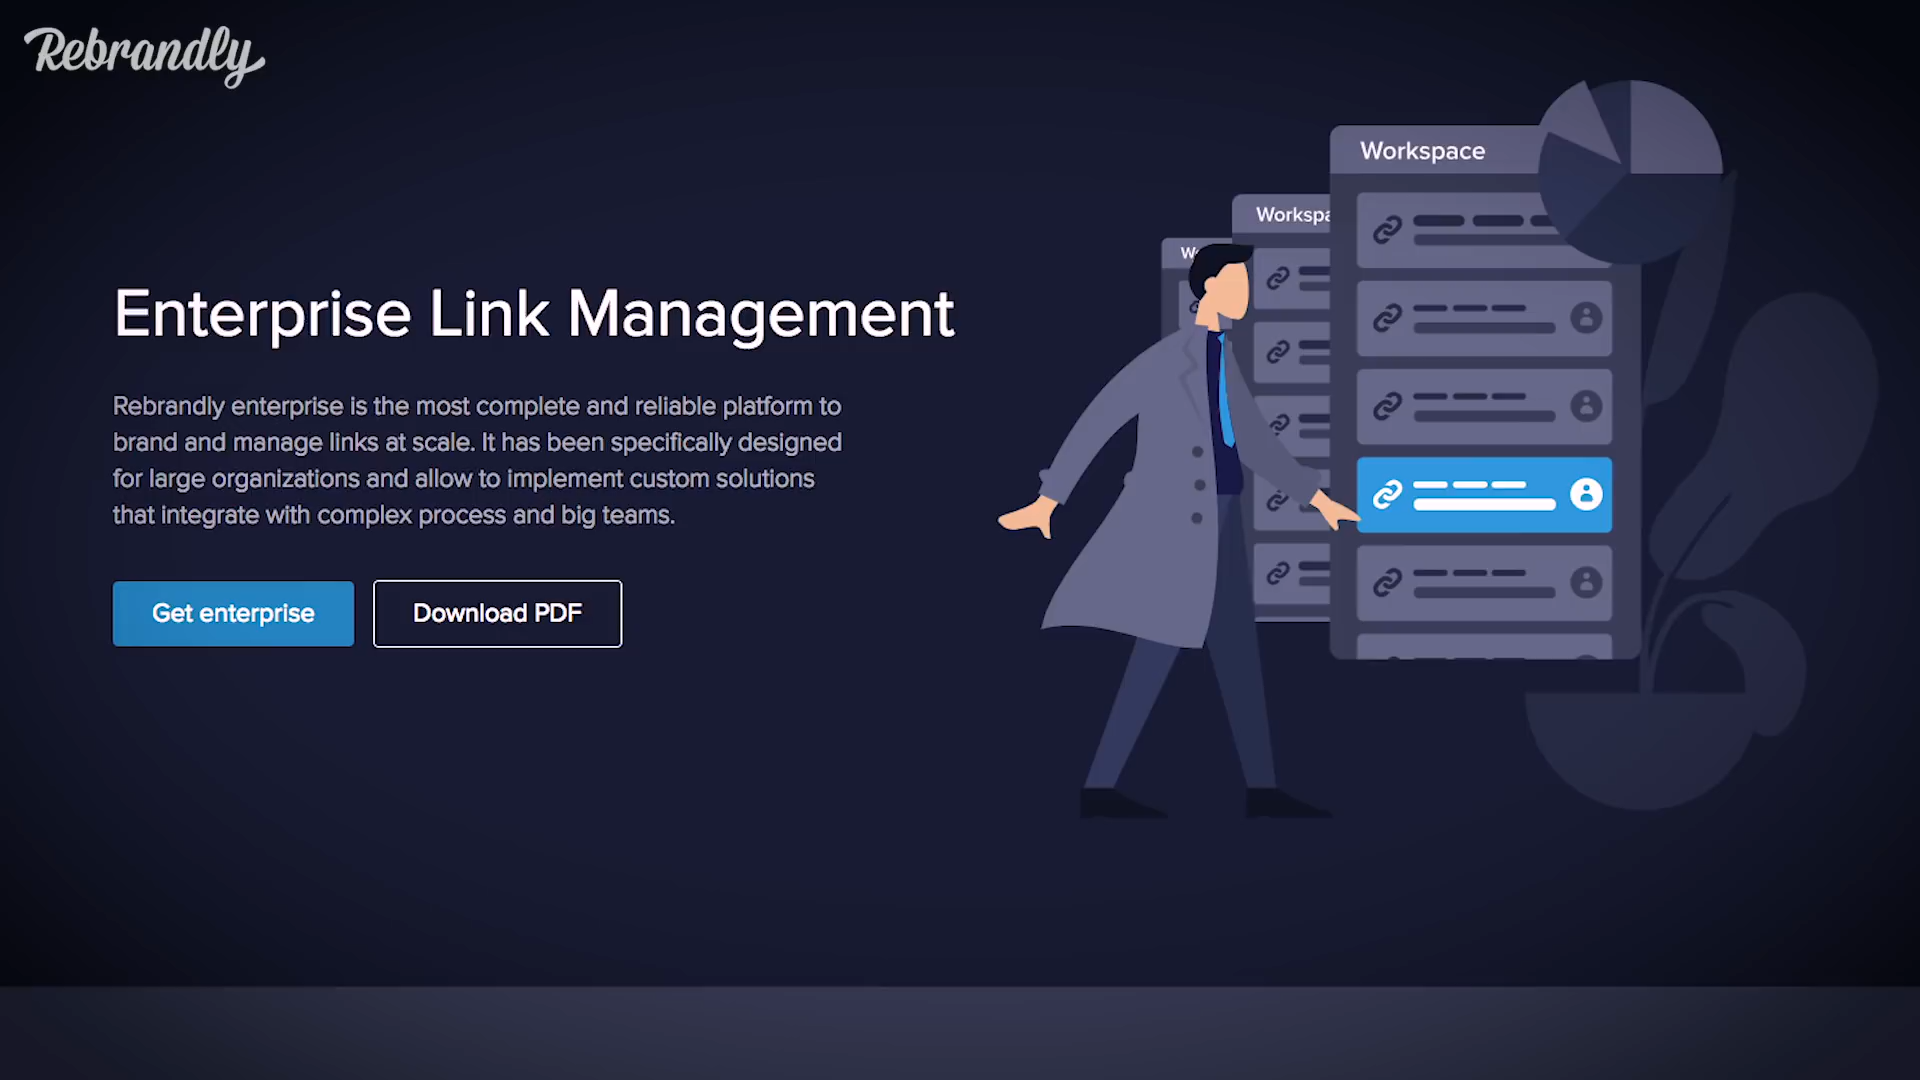 Rebrandly
Workspace
Workspa
Wo
Enterprise Link Management
Rebrandly enterprise is the most complete and reliable platform to
brand and manage links at scale. It has been specifically designed
for large organizations and allow to implement custom solutions
that integrate with complex process and big teams.
Get enterprise
Download PDF